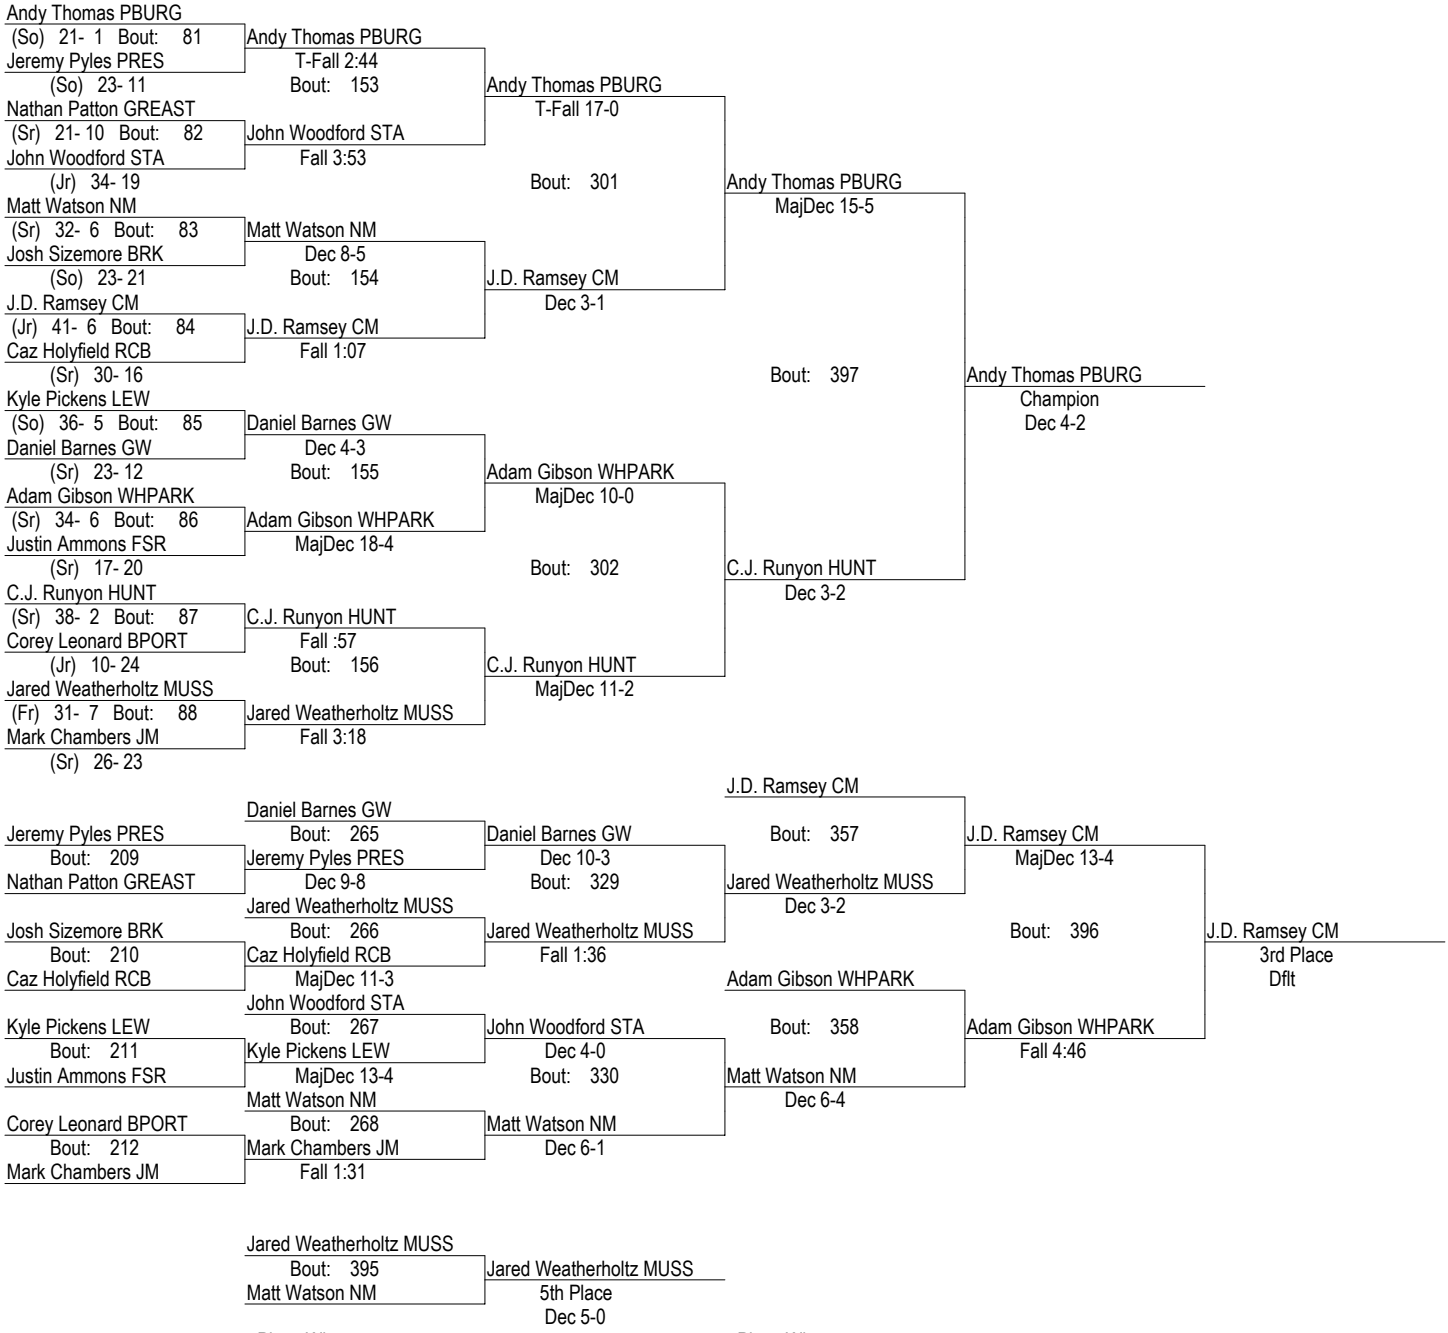 Andy Thomas PBURG
(So) 21- 1 Bout: 81 Andy Thomas PBURG
Jeremy Pyles PRES T-Fall 2:44
(So) 23- 11 Bout: 153 Andy Thomas PBURG
Nathan Patton GREAST T-Fall 17-0
(Sr) 21- 10 Bout: 82 John Woodford STA
John Woodford STA Fall 3:53
(Jr) 34- 19 Bout: 301 Andy Thomas PBURG
Matt Watson NM MajDec 15-5
(Sr) 32- 6 Bout: 83 Matt Watson NM
Josh Sizemore BRK Dec 8-5
(So) 23- 21 Bout: 154 J.D. Ramsey CM
J.D. Ramsey CM Dec 3-1
(Jr) 41- 6 Bout: 84 J.D. Ramsey CM
Caz Holyfield RCB Fall 1:07
(Sr) 30- 16 Bout: 397 Andy Thomas PBURG
Kyle Pickens LEW Champion
(So) 36- 5 Bout: 85 Daniel Barnes GW Dec 4-2
Daniel Barnes GW Dec 4-3
(Sr) 23- 12 Bout: 155 Adam Gibson WHPARK
Adam Gibson WHPARK MajDec 10-0
(Sr) 34- 6 Bout: 86 Adam Gibson WHPARK
Justin Ammons FSR MajDec 18-4
(Sr) 17- 20 Bout: 302 C.J. Runyon HUNT
C.J. Runyon HUNT Dec 3-2
(Sr) 38- 2 Bout: 87 C.J. Runyon HUNT
Corey Leonard BPORT Fall :57
(Jr) 10- 24 Bout: 156 C.J. Runyon HUNT
Jared Weatherholtz MUSS MajDec 11-2
(Fr) 31- 7 Bout: 88 Jared Weatherholtz MUSS
Mark Chambers JM Fall 3:18
(Sr) 26- 23
J.D. Ramsey CM
Daniel Barnes GW
Jeremy Pyles PRES Bout: 265 Daniel Barnes GW Bout: 357 J.D. Ramsey CM
Bout: 209 Jeremy Pyles PRES Dec 10-3 MajDec 13-4
Nathan Patton GREAST Dec 9-8 Bout: 329 Jared Weatherholtz MUSS
Jared Weatherholtz MUSS Dec 3-2
Josh Sizemore BRK Bout: 266 Jared Weatherholtz MUSS Bout: 396 J.D. Ramsey CM
Bout: 210 Caz Holyfield RCB Fall 1:36 3rd Place
Caz Holyfield RCB MajDec 11-3 Adam Gibson WHPARK Dflt
John Woodford STA
Kyle Pickens LEW Bout: 267 John Woodford STA Bout: 358 Adam Gibson WHPARK
Bout: 211 Kyle Pickens LEW Dec 4-0 Fall 4:46
Justin Ammons FSR MajDec 13-4 Bout: 330 Matt Watson NM
Matt Watson NM Dec 6-4
Corey Leonard BPORT Bout: 268 Matt Watson NM
Bout: 212 Mark Chambers JM Dec 6-1
Mark Chambers JM Fall 1:31
Jared Weatherholtz MUSS
Bout: 395 Jared Weatherholtz MUSS
Matt Watson NM 5th Place
Dec 5-0